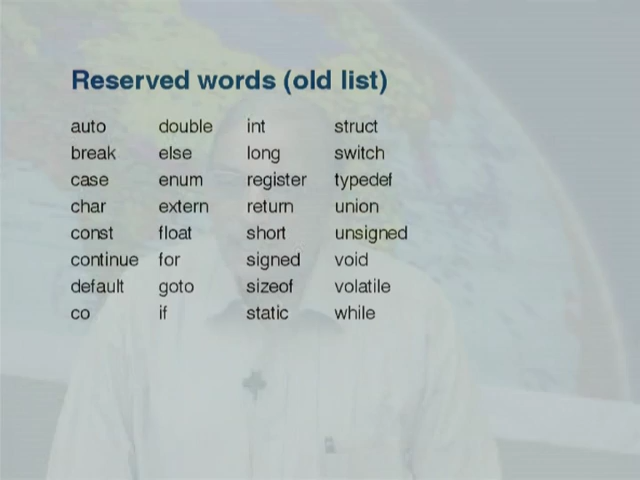 Reserved words (old list)
auto double int struct
break else long switch
case enum register typedef
char extern return union
const float short unsigned
continue for signed void
default goto sizeof volatile
co if static while